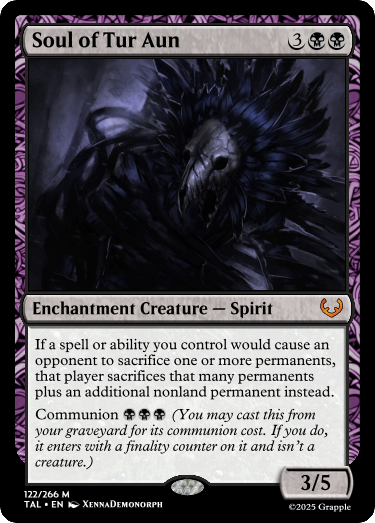 Soul of Tur Aun 3
Enchantment Creature — Spirit
If a spell or ability you control would cause an
opponent to sacrifice one or more permanents,
that player sacrifices that many permanents
plus an additional nonland permanent instead.
Communion (You may cast this from
your graveyard for its communion cost. If you do,
it enters with a finality counter on it and isn't a
creature.)
3/5
122/266 M
TAL • EN XennaDemonorph
©2025 Grapple